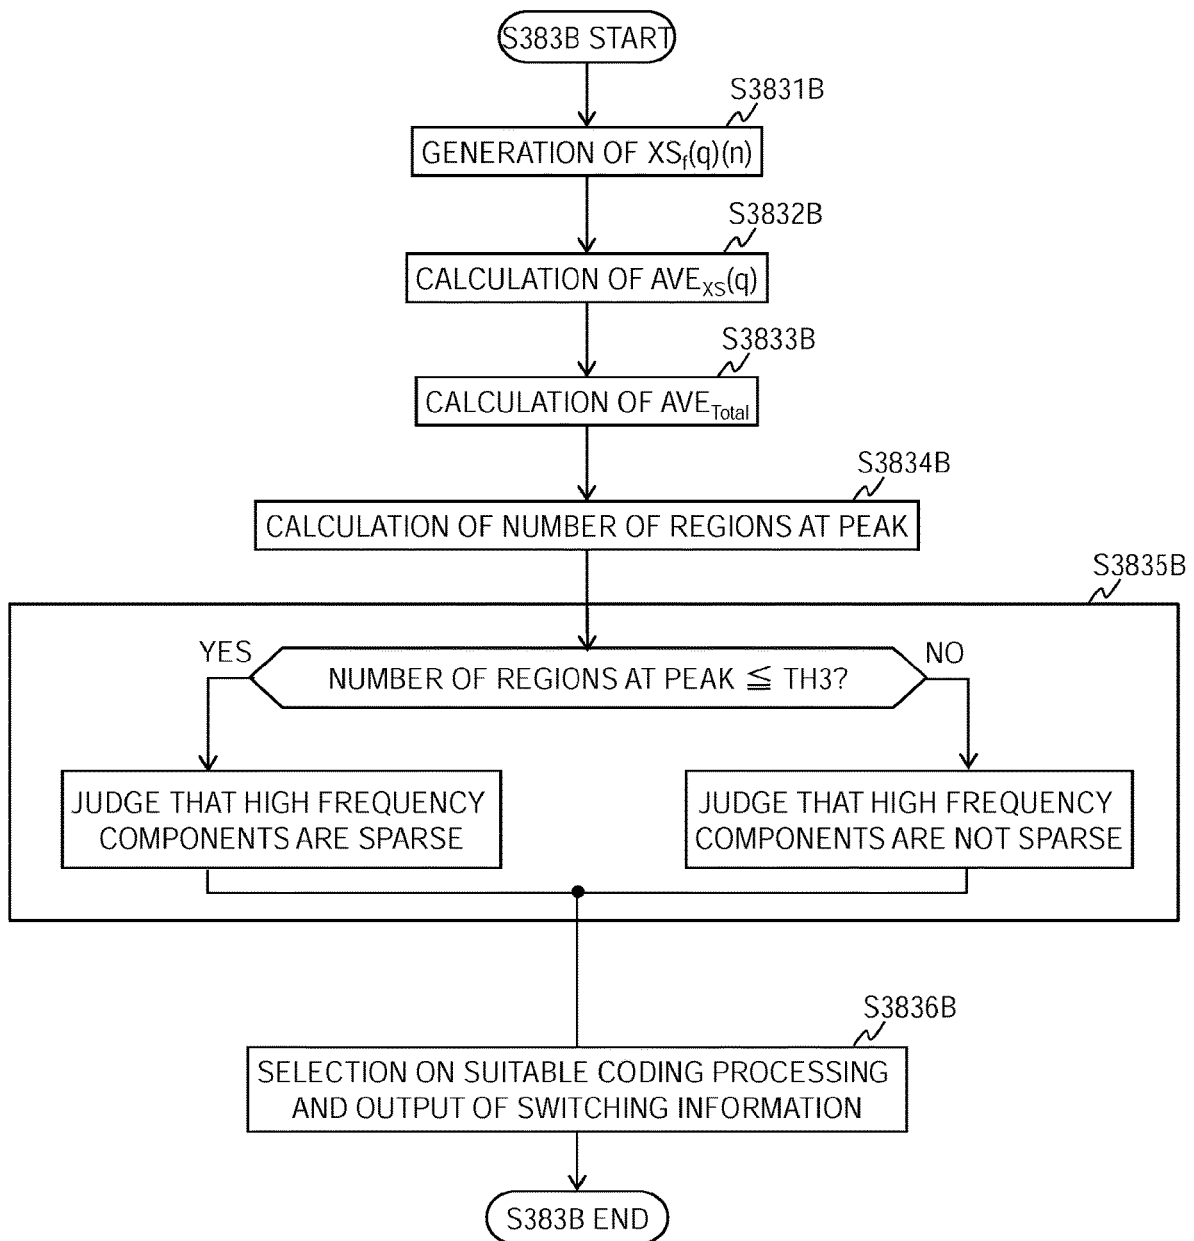 S383B START
S3831B
GENERATION OF XSf(q)(n)
S3832B
CALCULATION OF AVEXS(q)
S3833B
CALCULATION OF AVETotal
S3834B
CALCULATION OF NUMBER OF REGIONS AT PEAK
S3835B
YES
NUMBER OF REGIONS AT PEAK ≦ TH3?
NO
JUDGE THAT HIGH FREQUENCY
COMPONENTS ARE SPARSE
JUDGE THAT HIGH FREQUENCY
COMPONENTS ARE NOT SPARSE
S3836B
SELECTION ON SUITABLE CODING PROCESSING
AND OUTPUT OF SWITCHING INFORMATION
S383B END